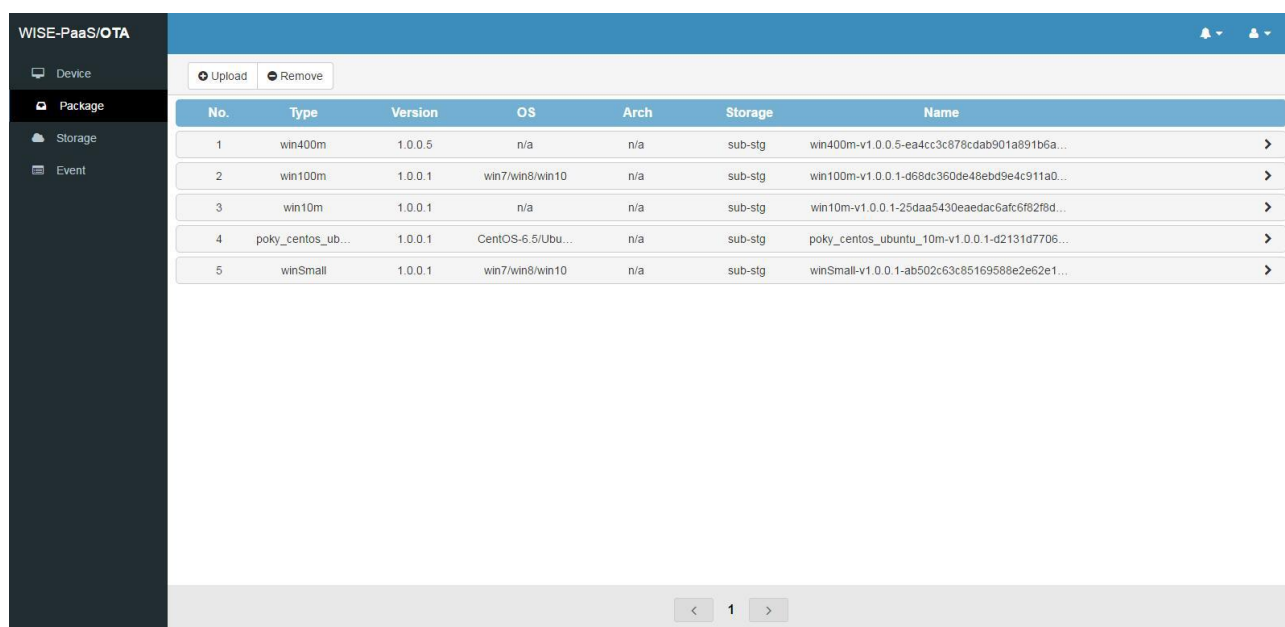 WISE-PaaS/OTA
Device
Package
Storage
Event
Upload Remove
No. Type Version OS Arch Storage Name
1 win400m 1.0.0.5 n/a n/a sub-stg win400m-v1.0.0.5-ea4cc3c878cdab901a891b6a...
2 win100m 1.0.0.1 win7/win8/win10 n/a sub-stg win100m-v1.0.0.1-d68dc360de48ebd9e4c911a0...
3 win10m 1.0.0.1 n/a n/a sub-stg win10m-v1.0.0.1-25daa5430eaedac6afc6f82f8d...
4 poky_centos_ub... 1.0.0.1 CentOS-6.5/Ubu... n/a sub-stg poky_centos_ubuntu_10m-v1.0.0.1-d2131d7706...
5 winSmall 1.0.0.1 win7/win8/win10 n/a sub-stg winSmall-v1.0.0.1-ab502c63c85169588e2e62e1...
1